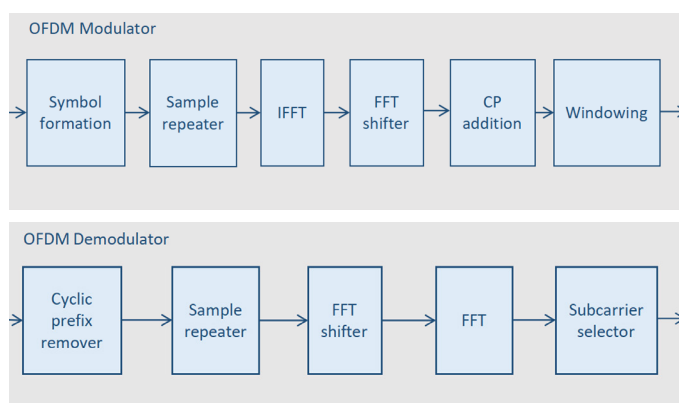 OFDM Modulator
Symbol
formation
Sample
repeater
IFFT
FFT
shifter
CP
addition
Windowing
OFDM Demodulator
Cyclic
prefix
remover
Sample
repeater
FFT
shifter
FFT
Subcarrier
selector